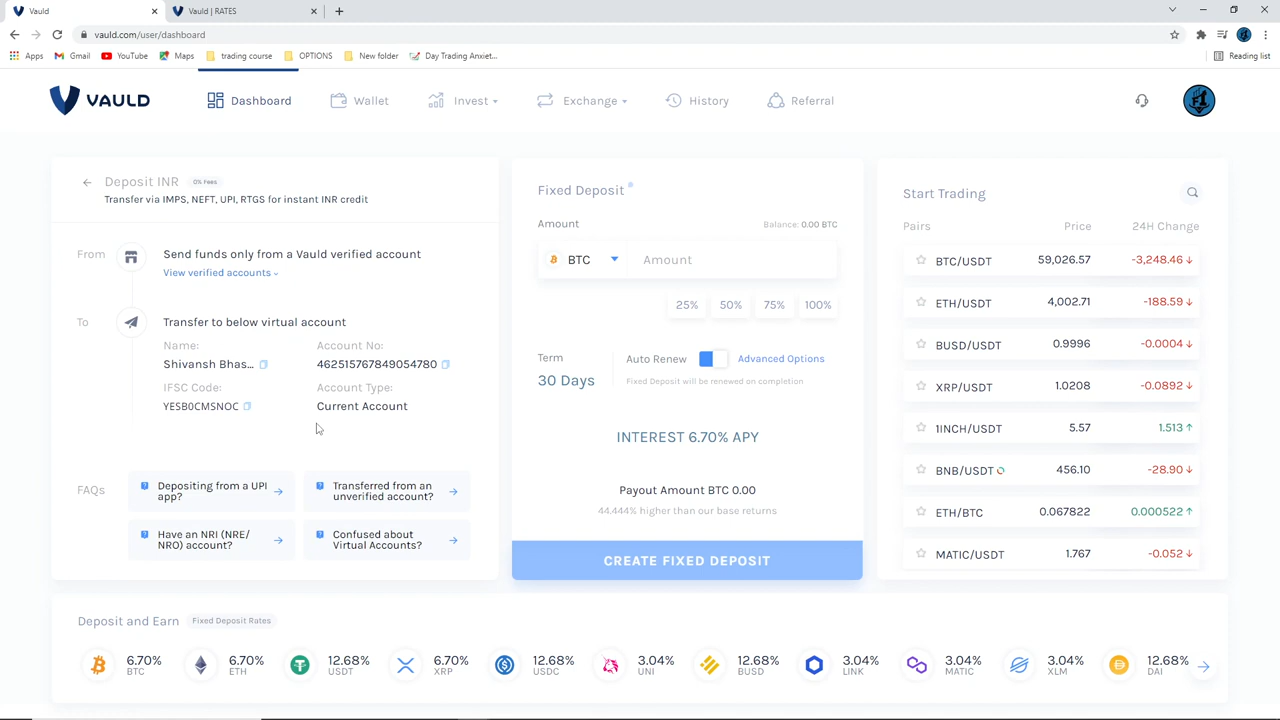 Vauld
Vauld | RATES
vauld.com/user/dashboard
Apps Gmail YouTube Maps trading course OPTIONS New folder Day Trading Anxiet... Reading list
VAULD Dashboard Wallet Invest Exchange History Referral
Deposit INR 0% Fees
Transfer via IMPS, NEFT, UPI, RTGS for instant INR credit
From Send funds only from a Vauld verified account
View verified accounts
To Transfer to below virtual account
Name: Account No:
Shivansh Bhas... 462515767849054780
IFSC Code: Account Type:
YESB0CMSNOC Current Account
FAQs
Depositing from a UPI
app?
Transferred from an
unverified account?
Have an NRI (NRE/
NRO) account?
Confused about
Virtual Accounts?
Fixed Deposit
Amount Balance: 0.00 BTC
BTC Amount
25% 50% 75% 100%
Term Auto Renew Advanced Options
30 Days Fixed Deposit will be renewed on completion
INTEREST 6.70% APY
Payout Amount BTC 0.00
44.444% higher than our base returns
CREATE FIXED DEPOSIT
Start Trading
Pairs Price 24H Change
BTC/USDT 59,026.57 -3,248.46
ETH/USDT 4,002.71 -188.59
BUSD/USDT 0.9996 -0.0004
XRP/USDT 1.0208 -0.0892
1INCH/USDT 5.57 1.513
BNB/USDT 456.10 -28.90
ETH/BTC 0.067822 0.000522
MATIC/USDT 1.767 -0.052
Deposit and Earn Fixed Deposit Rates
6.70% 6.70% 12.68% 6.70% 12.68% 3.04% 12.68% 3.04% 3.04% 3.04% 12.68%
BTC ETH USDT XRP USDC UNI BUSD LINK MATIC XLM DAI